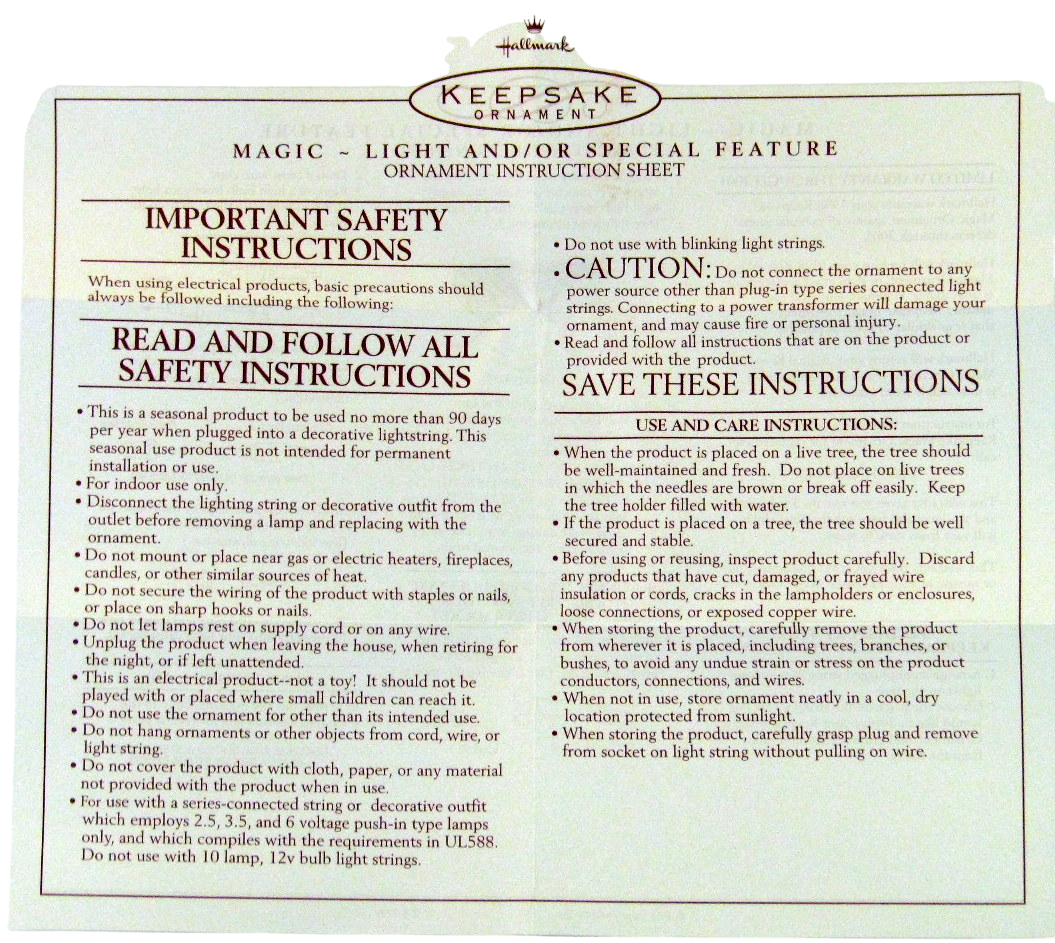 Hallmark
KEEPSAKE
ORNAMENT
MAGIC ~ LIGHT AND/OR SPECIAL FEATURE
ORNAMENT INSTRUCTION SHEET
IMPORTANT SAFETY
INSTRUCTIONS
When using electrical products, basic precautions should
always be followed including the following:
READ AND FOLLOW ALL
SAFETY INSTRUCTIONS
• This is a seasonal product to be used no more than 90 days
per year when plugged into a decorative lightstring. This
seasonal use product is not intended for permanent
installation or use.
• For indoor use only.
• Disconnect the lighting string or decorative outfit from the
outlet before removing a lamp and replacing with the
ornament.
• Do not mount or place near gas or electric heaters, fireplaces,
candles, or other similar sources of heat.
• Do not secure the wiring of the product with staples or nails,
or place on sharp hooks or nails.
• Do not let lamps rest on supply cord or on any wire.
• Unplug the product when leaving the house, when retiring for
the night, or if left unattended.
• This is an electrical product--not a toy! It should not be
played with or placed where small children can reach it.
• Do not use the ornament for other than its intended use.
• Do not hang ornaments or other objects from cord, wire, or
light string.
• Do not cover the product with cloth, paper, or any material
not provided with the product when in use.
• For use with a series-connected string or decorative outfit
which employs 2.5, 3.5, and 6 voltage push-in type lamps
only, and which compiles with the requirements in UL588.
Do not use with 10 lamp, 12v bulb light strings.
• Do not use with blinking light strings.
• CAUTION: Do not connect the ornament to any
power source other than plug-in type series connected light
strings. Connecting to a power transformer will damage your
ornament, and may cause fire or personal injury.
• Read and follow all instructions that are on the product or
provided with the product.
SAVE THESE INSTRUCTIONS
USE AND CARE INSTRUCTIONS:
• When the product is placed on a live tree, the tree should
be well-maintained and fresh. Do not place on live trees
in which the needles are brown or break off easily. Keep
the tree holder filled with water.
• If the product is placed on a tree, the tree should be well
secured and stable.
• Before using or reusing, inspect product carefully. Discard
any products that have cut, damaged, or frayed wire
insulation or cords, cracks in the lampholders or enclosures,
loose connections, or exposed copper wire.
• When storing the product, carefully remove the product
from wherever it is placed, including trees, branches, or
bushes, to avoid any undue strain or stress on the product
conductors, connections, and wires.
• When not in use, store ornament neatly in a cool, dry
location protected from sunlight.
• When storing the product, carefully grasp plug and remove
from socket on light string without pulling on wire.